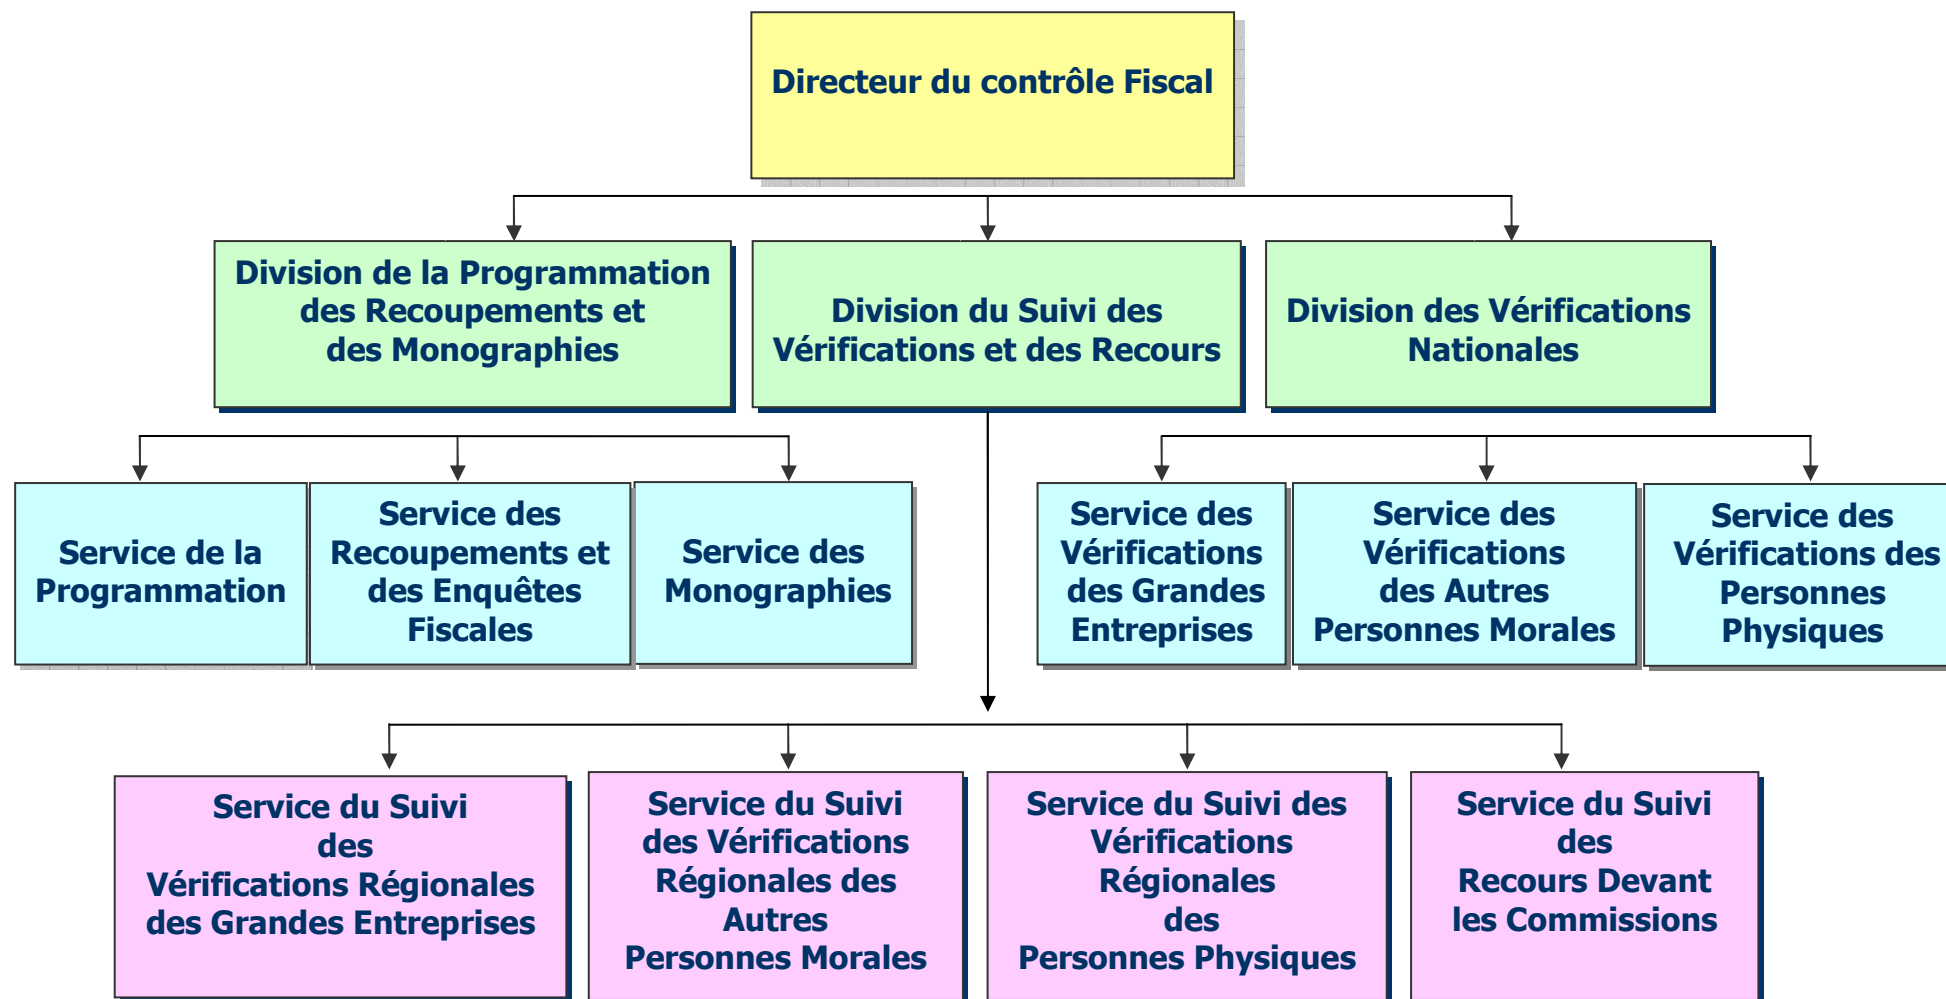 Directeur du contrôle Fiscal
Division de la Programmation
des Recoupements et
des Monographies
Division du Suivi des
Vérifications et des Recours
Division des Vérifications
Nationales
Service de la
Programmation
Service des
Recoupements et
des Enquêtes
Fiscales
Service des
Monographies
Service des
Vérifications
des Grandes
Entreprises
Service des
Vérifications
des Autres
Personnes Morales
Service des
Vérifications des
Personnes
Physiques
Service du Suivi
des
Vérifications Régionales
des Grandes Entreprises
Service du Suivi
des Vérifications
Régionales des
Autres
Personnes Morales
Service du Suivi des
Vérifications
Régionales
des
Personnes Physiques
Service du Suivi
des
Recours Devant
les Commissions